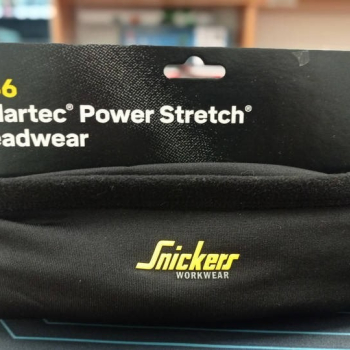 6
lartec® Power Stretch®
eadwear
Snickers
WORKWEAR